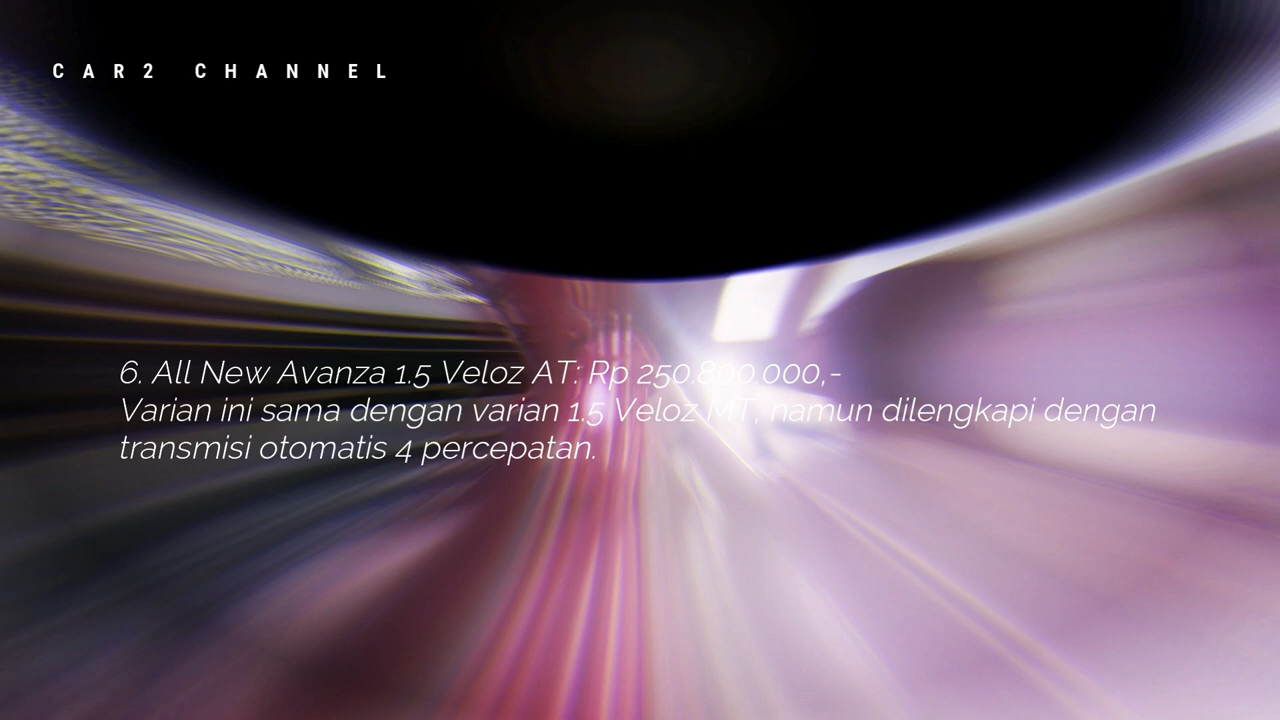 CAR2 CHANNEL
6. All New Avanza 1.5 Veloz AT: Rp 250.800.000,-
Varian ini sama dengan varian 1.5 Veloz MT, namun dilengkapi dengan
transmisi otomatis 4 percepatan.